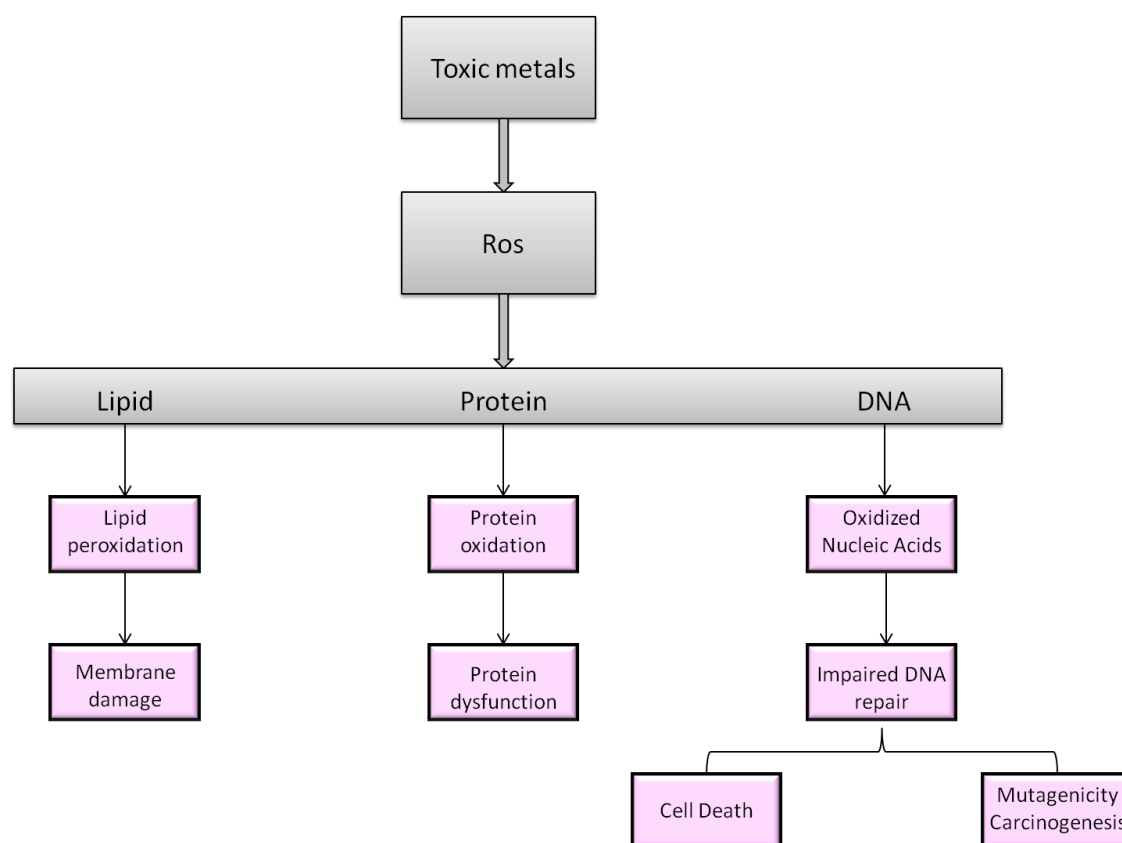 Toxic metals
Ros
Lipid
Protein
DNA
Lipid
peroxidation
Protein
oxidation
Oxidized
Nucleic Acids
Membrane
damage
Protein
dysfunction
Impaired DNA
repair
Cell Death
Mutagenicity
Carcinogenesis